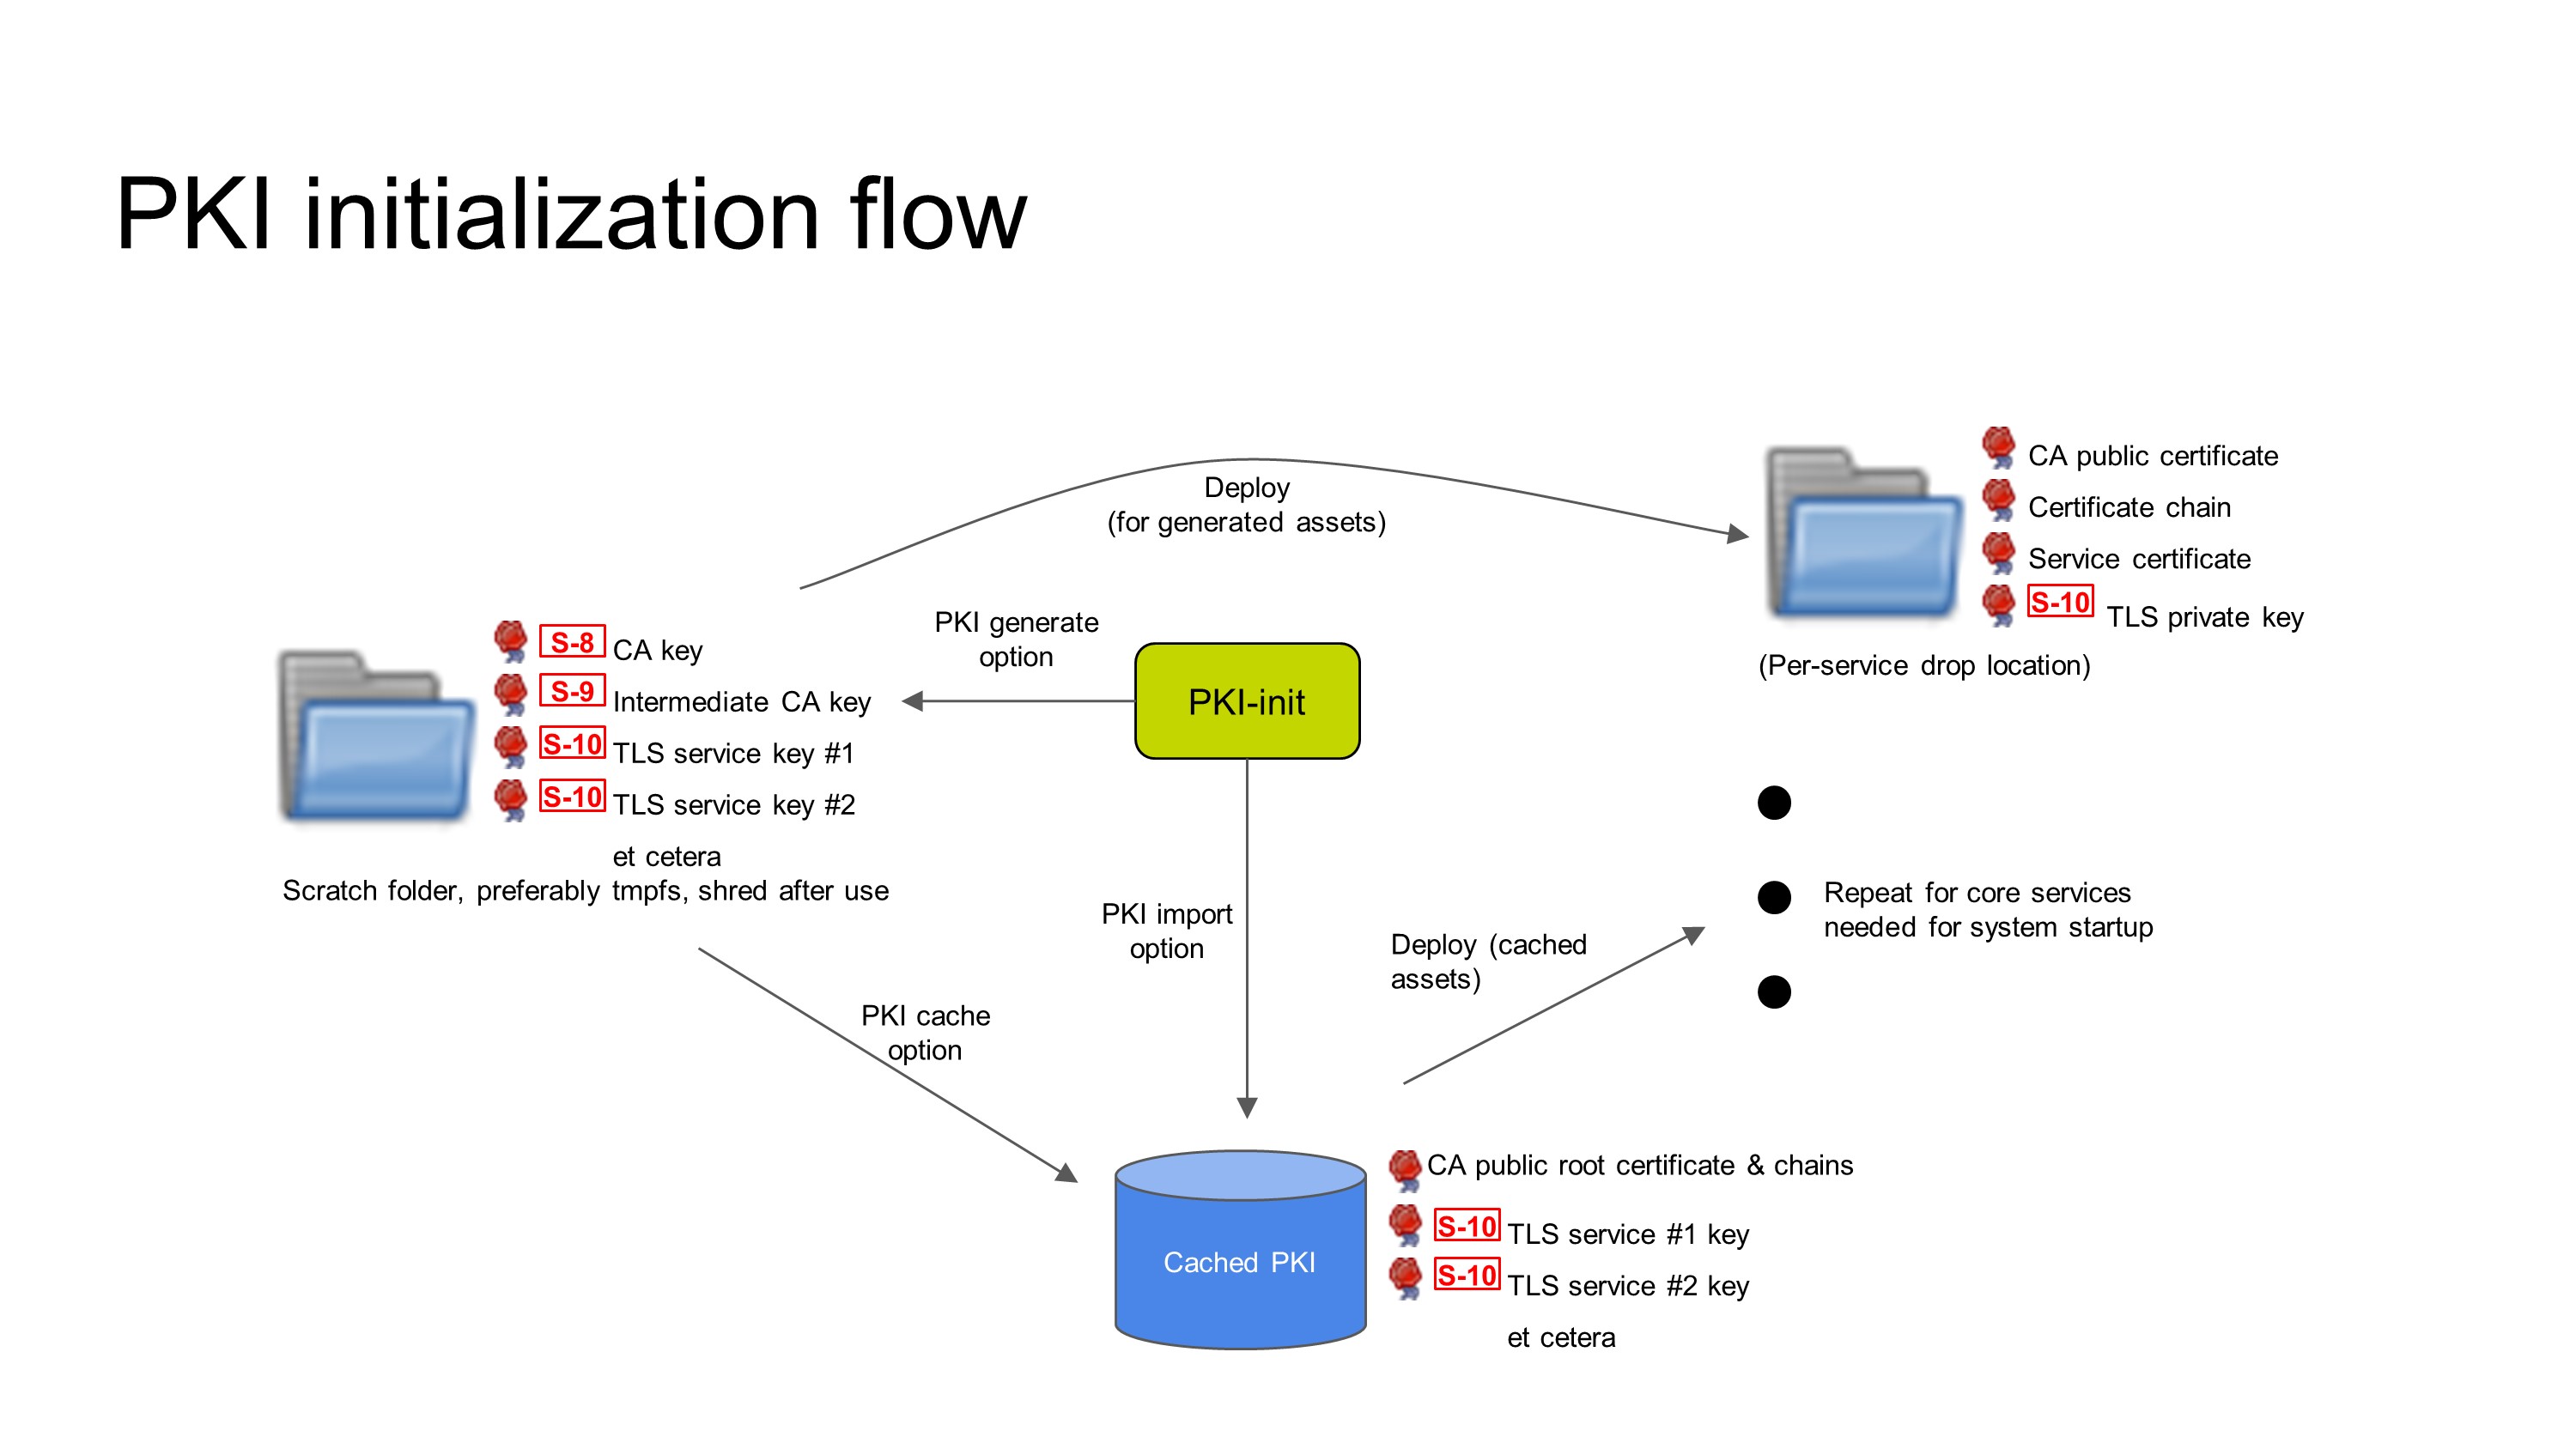 PKI initialization flow
Deploy
(for generated assets)
CA public certificate
Certificate chain
Service certificate
S-10 TLS private key
(Per-service drop location)
PKI generate
option
PKI-init
S-8 CA key
S-9 Intermediate CA key
S-10 TLS service key #1
S-10 TLS service key #2
et cetera
Scratch folder, preferably tmpfs, shred after use
PKI import
option
Deploy (cached
assets)
Repeat for core services
needed for system startup
PKI cache
option
Cached PKI
CA public root certificate & chains
S-10 TLS service #1 key
S-10 TLS service #2 key
et cetera